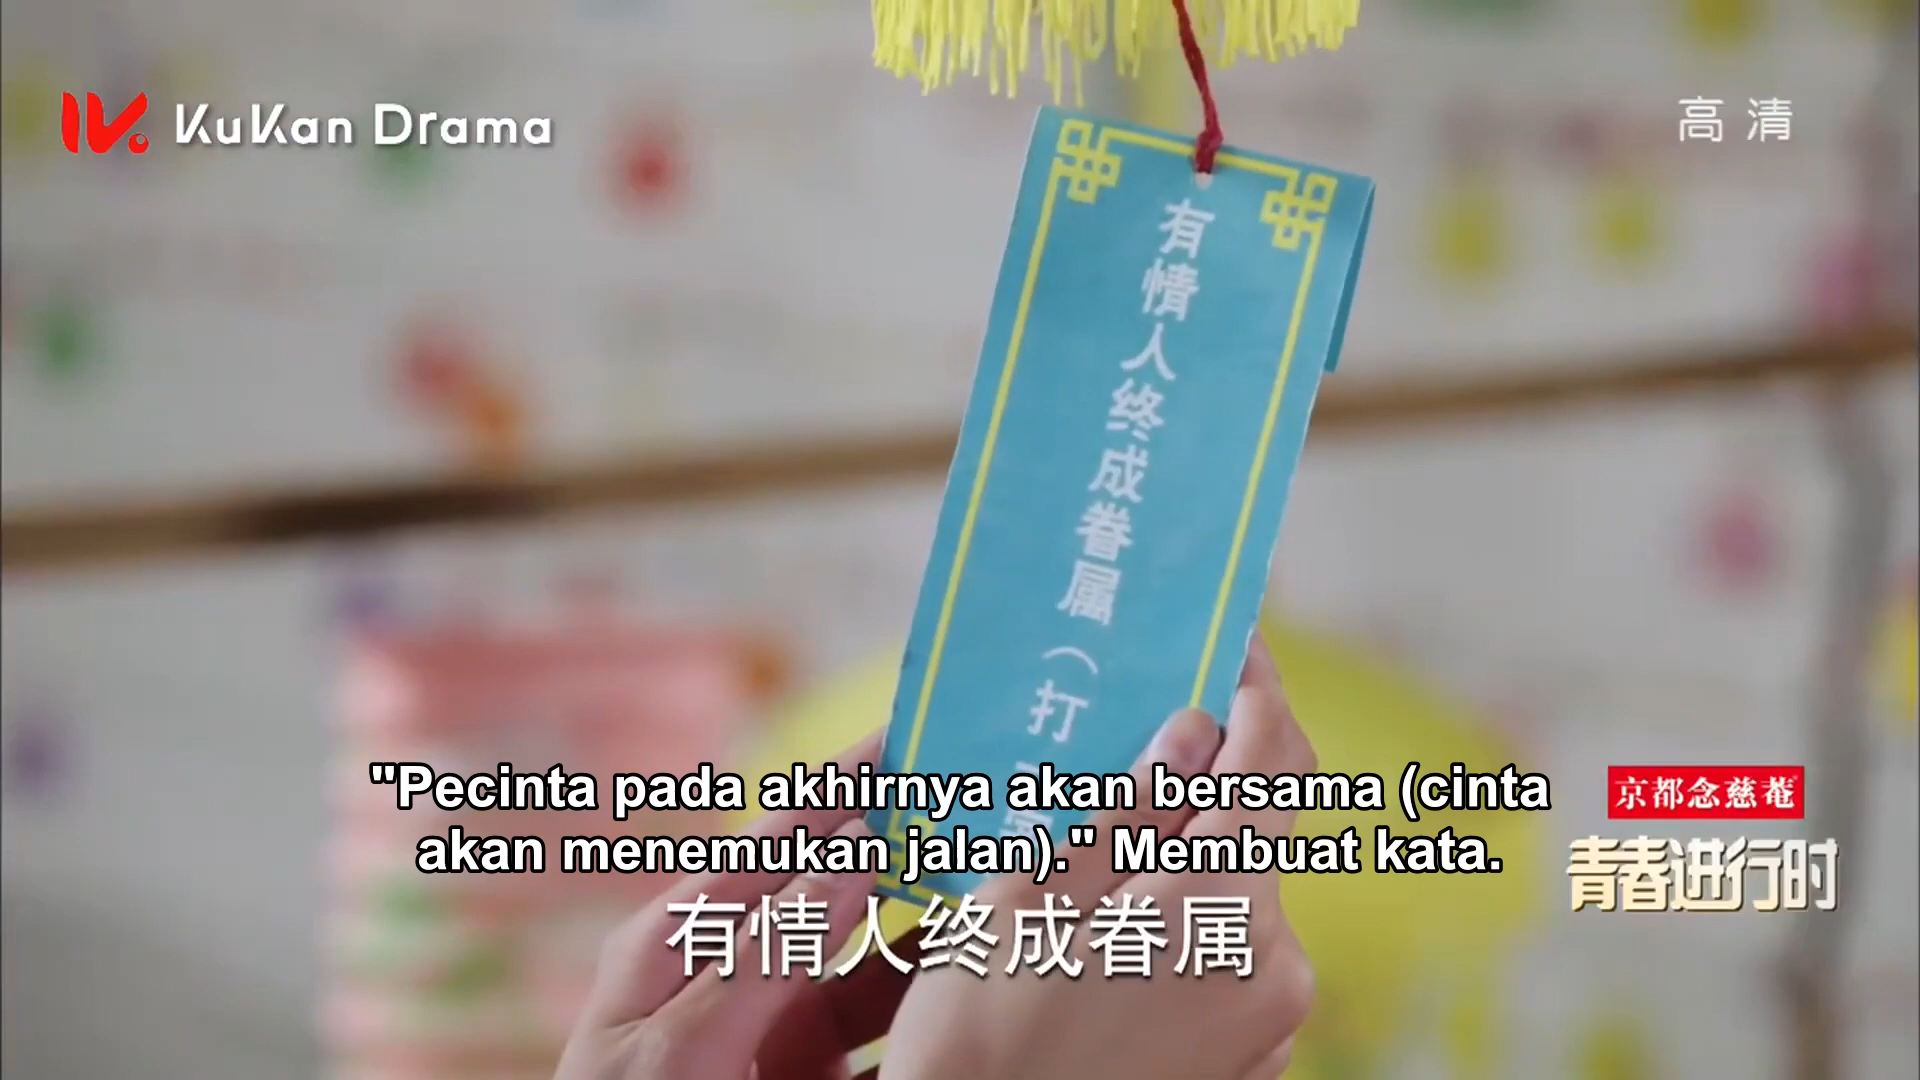 KuKan Drama
高清
有情人终成眷属（打
"Pecinta pada akhirnya akan bersama (cinta
akan menemukan jalan)." Membuat kata.
有情人终成眷属
京都念慈菴
青春进行时